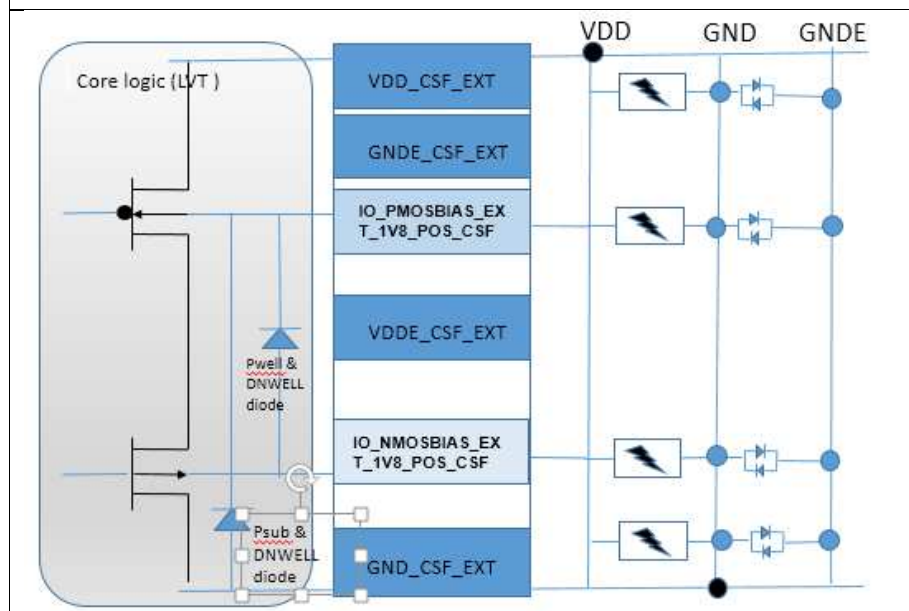 VDD GND GNDE
Core logic (LVT )
VDD_CSF_EXT
GNDE_CSF_EXT
IO_PMOSBIAS_EX
T_1V8_POS_CSF
VDDE_CSF_EXT
Pwell &
DNWELL
diode
IO_NMOSBIAS_EX
T_1V8_POS_CSF
Psub &
DNWELL
diode
GND_CSF_EXT